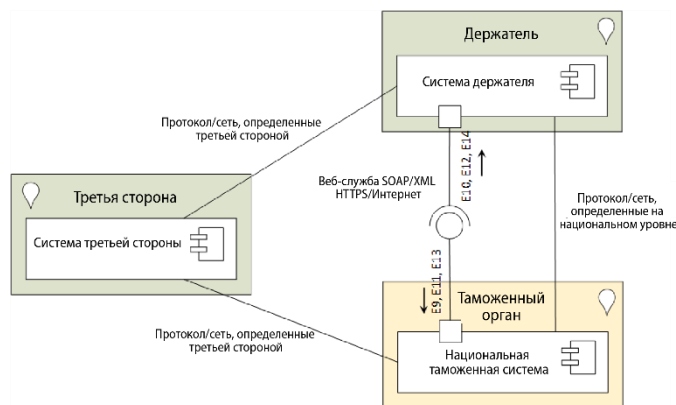 Держатель
Система держателя
Протокол/сеть, определенные
третьей стороной
E10, E12, E14
Веб-служба SOAP/XML
HTTPS/Интернет
Третья сторона
Система третьей стороны
Протокол/сеть,
определенные на
национальном уровне
E9, E11, E13
Таможенный
орган
Протокол/сеть, определенные
третьей стороной
Национальная
таможенная система